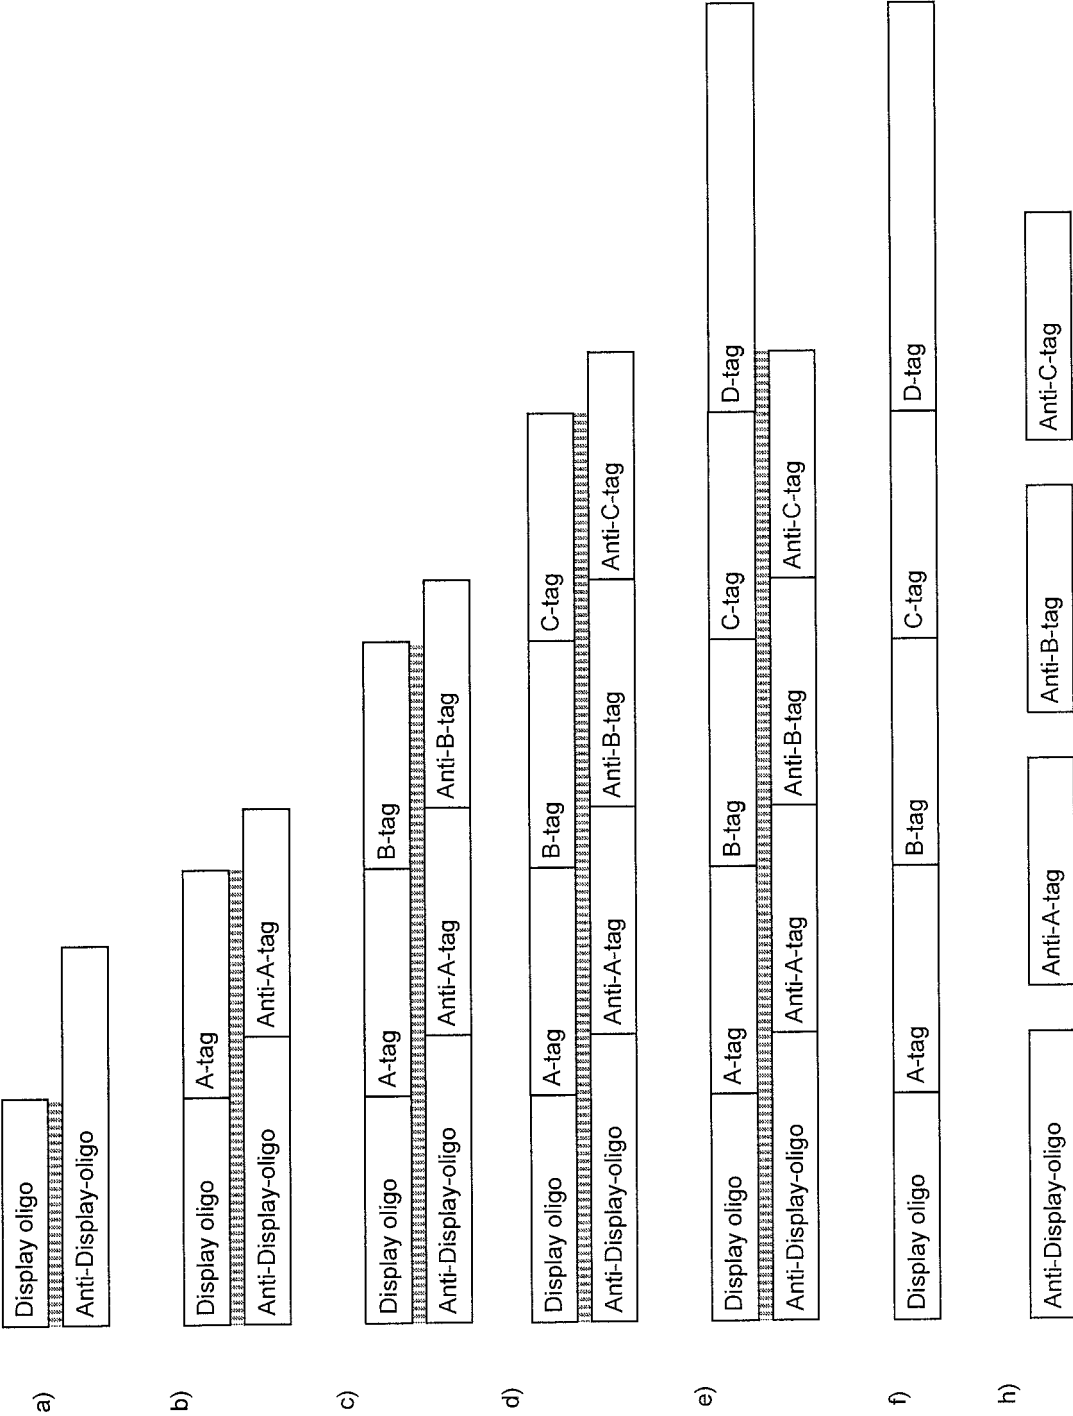 a)
Display oligo
Anti-Display-oligo
b)
Display oligo
A-tag
Anti-Display-oligo
Anti-A-tag
c)
Display oligo
A-tag
B-tag
Anti-Display-oligo
Anti-A-tag
Anti-B-tag
d)
Display oligo
A-tag
B-tag
C-tag
Anti-Display-oligo
Anti-A-tag
Anti-B-tag
Anti-C-tag
e)
Display oligo
A-tag
B-tag
C-tag
D-tag
Anti-Display-oligo
Anti-A-tag
Anti-B-tag
Anti-C-tag
f)
Display oligo
A-tag
B-tag
C-tag
D-tag
h)
Anti-Display-oligo
Anti-A-tag
Anti-B-tag
Anti-C-tag